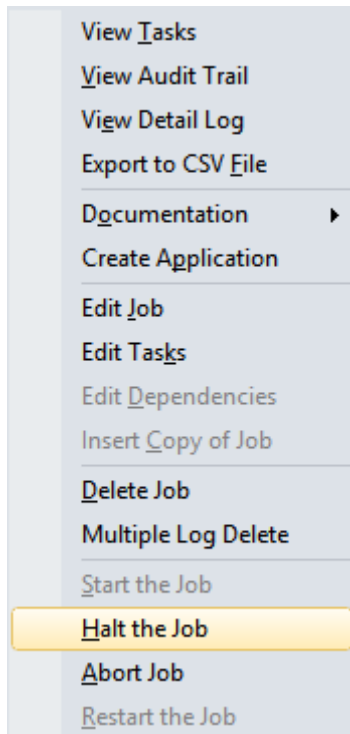 View Tasks
View Audit Trail
View Detail Log
Export to CSV File
Documentation
Create Application
Edit Job
Edit Tasks
Edit Dependencies
Insert Copy of Job
Delete Job
Multiple Log Delete
Start the Job
Halt the Job
Abort Job
Restart the Job